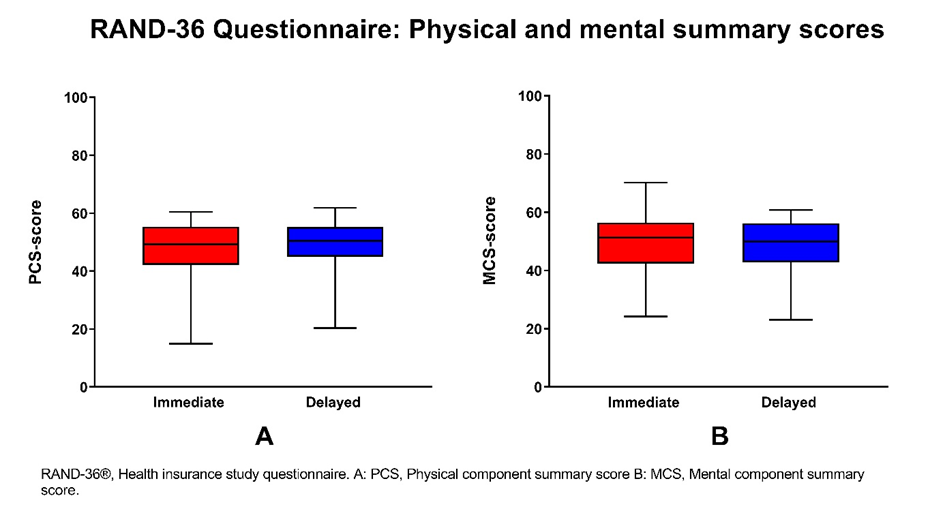 RAND-36 Questionnaire: Physical and mental summary scores
100
80
60
40
20
0
PCS-score
Immediate
Delayed
A
100
80
60
40
20
0
MCS-score
Immediate
Delayed
B
RAND-36®, Health insurance study questionnaire. A: PCS, Physical component summary score B: MCS, Mental component summary
score.